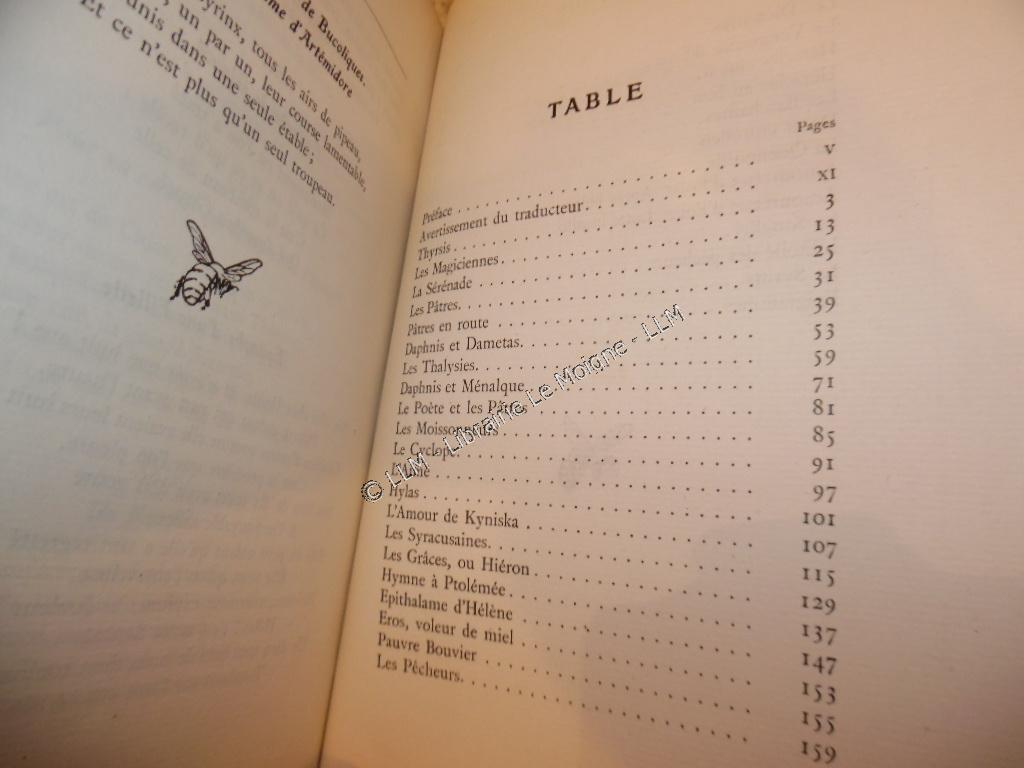 de Bucoliques.
d'Artémidore
tous les airs de pipeau,
un par un, leur course lamentable,
dans une seule étable;
Et ce n'est plus qu'un seul troupeau.
TABLE
Pages
Préface . . . . . V
Avertissement du traducteur . . . . . XI
Thyrsis . . . . . 3
Les Magiciennes . . . . . 13
La Sérénade . . . . . 25
Les Pâtres . . . . . 31
Pâtres en route . . . . . 39
Daphnis et Dametas . . . . . 53
Les Thalysies . . . . . 59
Daphnis et Ménalque . . . . . 71
Le Poète et les Pâtres . . . . . 81
Les Moissonneurs . . . . . 85
Le Cyclope . . . . . 91
L'Aimé . . . . . 97
Hylas . . . . . 101
L'Amour de Kyniska . . . . . 107
Les Syracusaines . . . . . 115
Les Grâces, ou Hiéron . . . . . 129
Hymne à Ptolémée . . . . . 137
Epithalame d'Hélène . . . . . 147
Eros, voleur de miel . . . . . 153
Pauvre Bouvier . . . . . 155
Les Pêcheurs . . . . . 159
© LLM - Librairie Le Moigne - LLM